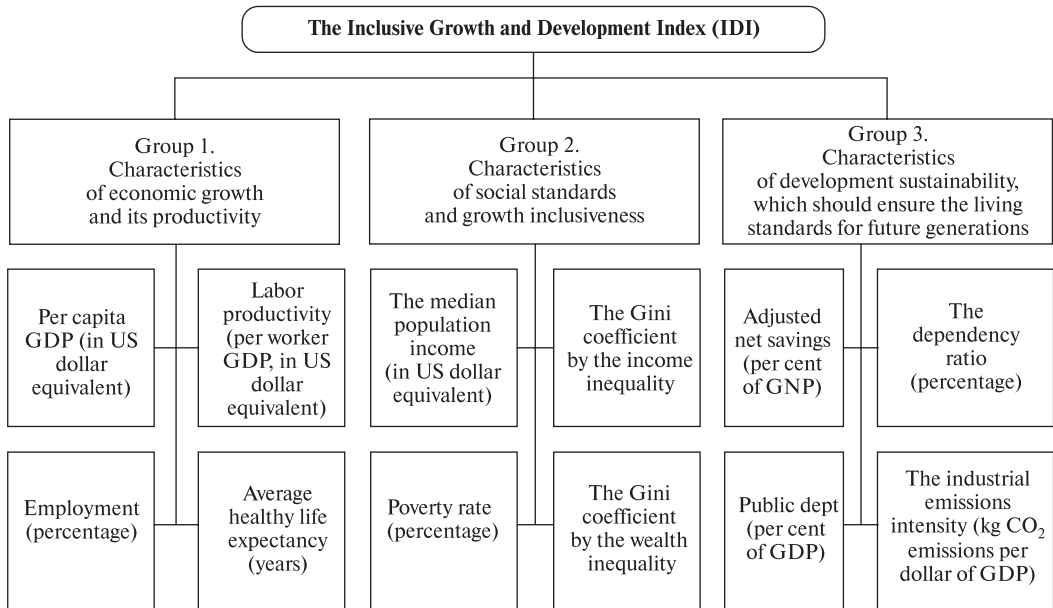 The Inclusive Growth and Development Index (IDI)
Group 1.
Characteristics
of economic growth
and its productivity
Group 2.
Characteristics
of social standards
and growth inclusiveness
Group 3.
Characteristics
of development sustainability,
which should ensure the living
standards for future generations
Per capita
GDP (in US
dollar
equivalent)
Labor
productivity
(per worker
GDP, in US
dollar
equivalent)
The median
population
income
(in US dollar
equivalent)
The Gini
coefficient
by the income
inequality
Adjusted
net savings
(per cent
of GNP)
The
dependency
ratio
(percentage)
Employment
(percentage)
Average
healthy life
expectancy
(years)
Poverty rate
(percentage)
The Gini
coefficient
by the wealth
inequality
Public dept
(per cent
of GDP)
The industrial
emissions
intensity (kg CO₂
emissions per
dollar of GDP)